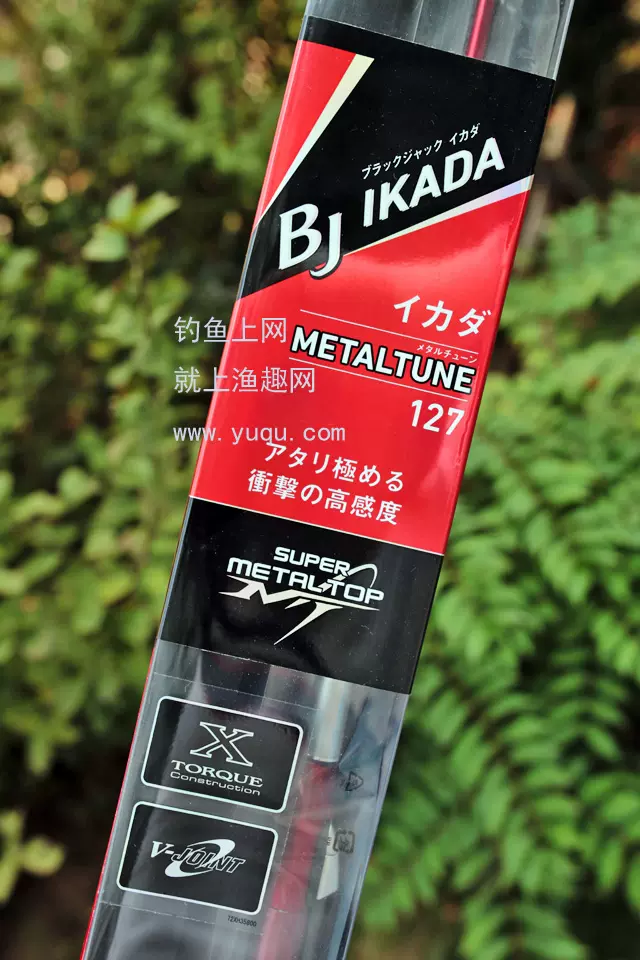 ブラックジャック イカダ
BJ IKADA
イカダ
メタルチューン
METALTUNE
127
アタリ極める
衝撃の高感度
SUPER
METAL TOP
MT
X
TORQUE
Construction
V-JOINT
钓鱼上网
就上渔趣网
www.yuqu.com